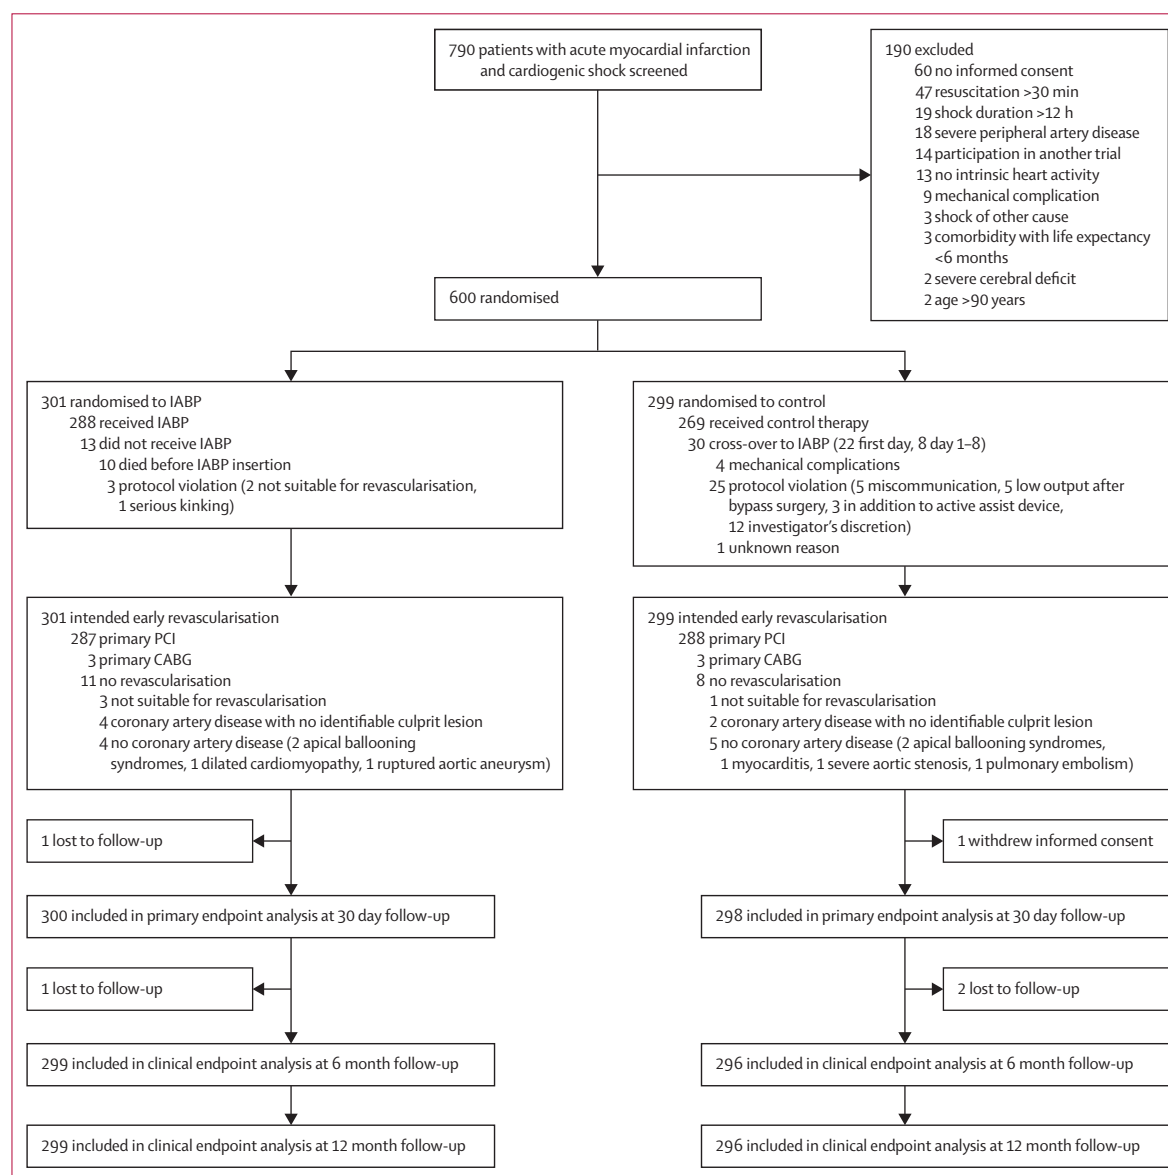 790 patients with acute myocardial infarction
and cardiogenic shock screened
190 excluded
60 no informed consent
47 resuscitation >30 min
19 shock duration >12 h
18 severe peripheral artery disease
14 participation in another trial
13 no intrinsic heart activity
9 mechanical complication
3 shock of other cause
3 comorbidity with life expectancy
<6 months
2 severe cerebral deficit
2 age >90 years
600 randomised
301 randomised to IABP
288 received IABP
13 did not receive IABP
10 died before IABP insertion
3 protocol violation (2 not suitable for revascularisation,
1 serious kinking)
299 randomised to control
269 received control therapy
30 cross-over to IABP (22 first day, 8 day 1–8)
4 mechanical complications
25 protocol violation (5 miscommunication, 5 low output after
bypass surgery, 3 in addition to active assist device,
12 investigator's discretion)
1 unknown reason
301 intended early revascularisation
287 primary PCI
3 primary CABG
11 no revascularisation
3 not suitable for revascularisation
4 coronary artery disease with no identifiable culprit lesion
4 no coronary artery disease (2 apical ballooning
syndromes, 1 dilated cardiomyopathy, 1 ruptured aortic aneurysm)
299 intended early revascularisation
288 primary PCI
3 primary CABG
8 no revascularisation
1 not suitable for revascularisation
2 coronary artery disease with no identifiable culprit lesion
5 no coronary artery disease (2 apical ballooning syndromes,
1 myocarditis, 1 severe aortic stenosis, 1 pulmonary embolism)
1 lost to follow-up
1 withdrew informed consent
300 included in primary endpoint analysis at 30 day follow-up
298 included in primary endpoint analysis at 30 day follow-up
1 lost to follow-up
2 lost to follow-up
299 included in clinical endpoint analysis at 6 month follow-up
296 included in clinical endpoint analysis at 6 month follow-up
299 included in clinical endpoint analysis at 12 month follow-up
296 included in clinical endpoint analysis at 12 month follow-up